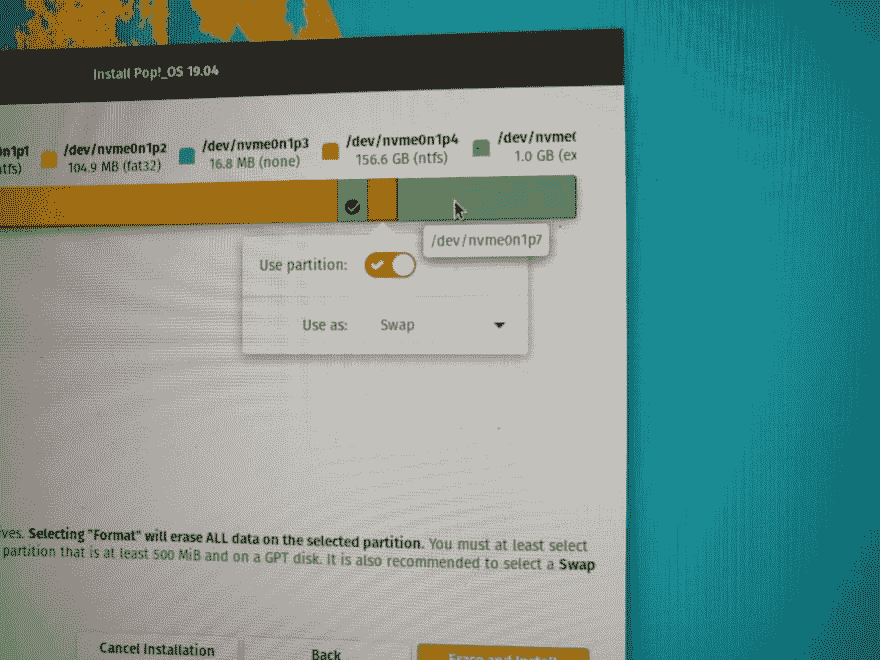 Install Pop!_OS 19.04
0n1p1 /dev/nvme0n1p2 /dev/nvme0n1p3 /dev/nvme0n1p4 /dev/nvme(
tfs) 104.9 MB (fat32) 16.8 MB (none) 156.6 GB (ntfs) 1.0 GB (ex
/dev/nvme0n1p7
Use partition:
Use as: Swap
ves. Selecting "Format" will erase ALL data on the selected partition. You must at least select
partition that is at least 500 MiB and on a GPT disk. It is also recommended to select a Swap
Cancel Installation Back Erase and Install